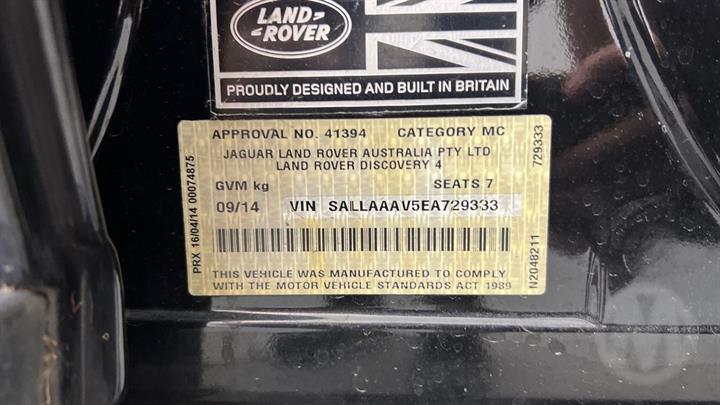 LAND
ROVER
PROUDLY DESIGNED AND BUILT IN BRITAIN
APPROVAL NO. 41394 CATEGORY MC
JAGUAR LAND ROVER AUSTRALIA PTY LTD
LAND ROVER DISCOVERY 4
GVM kg SEATS 7
09/14 VIN SALLAAAV5EA729333
THIS VEHICLE WAS MANUFACTURED TO COMPLY
WITH THE MOTOR VEHICLE STANDARDS ACT 1989
PRX 16/04/14 00074875
729333
N2048211